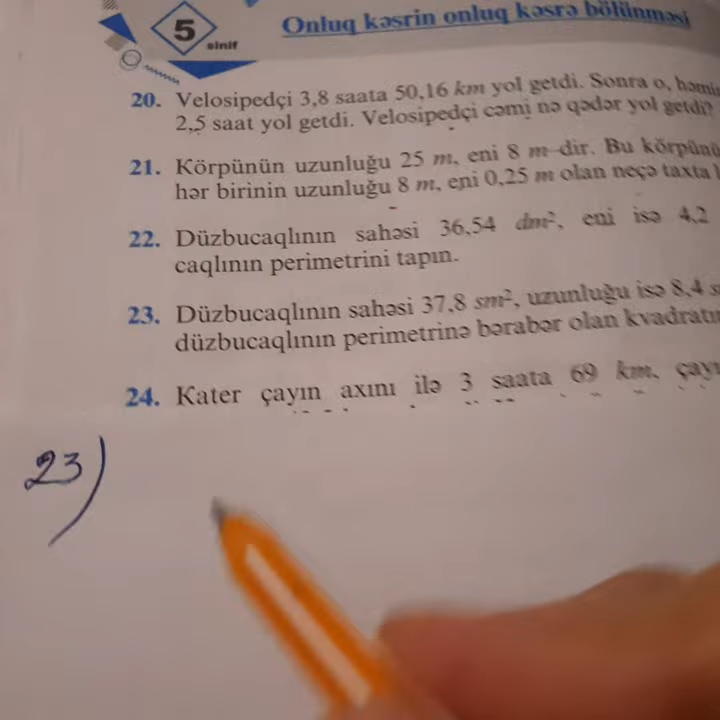 5
sinif
Onluq kəsrin onluq kəsrə bölünməsi
20. Velosipedçi 3,8 saata 50,16 km yol getdi. Sonra o,
2,5 saat yol getdi. Velosipedçi cəmi nə qədər yol getdi?
21. Körpünün uzunluğu 25 m, eni 8 m-dir. Bu
hər birinin uzunluğu 8 m, eni 0,25 m olan neçə taxta
22. Düzbucaqlının sahəsi 36,54 dm², eni isə 4,2
caqlının perimetrini tapın.
23. Düzbucaqlının sahəsi 37,8 sm², uzunluğu isə 8,4
düzbucaqlının perimetrinə bərabər olan
24. Kater çayın axını ilə 3 saata 69 km,
23)